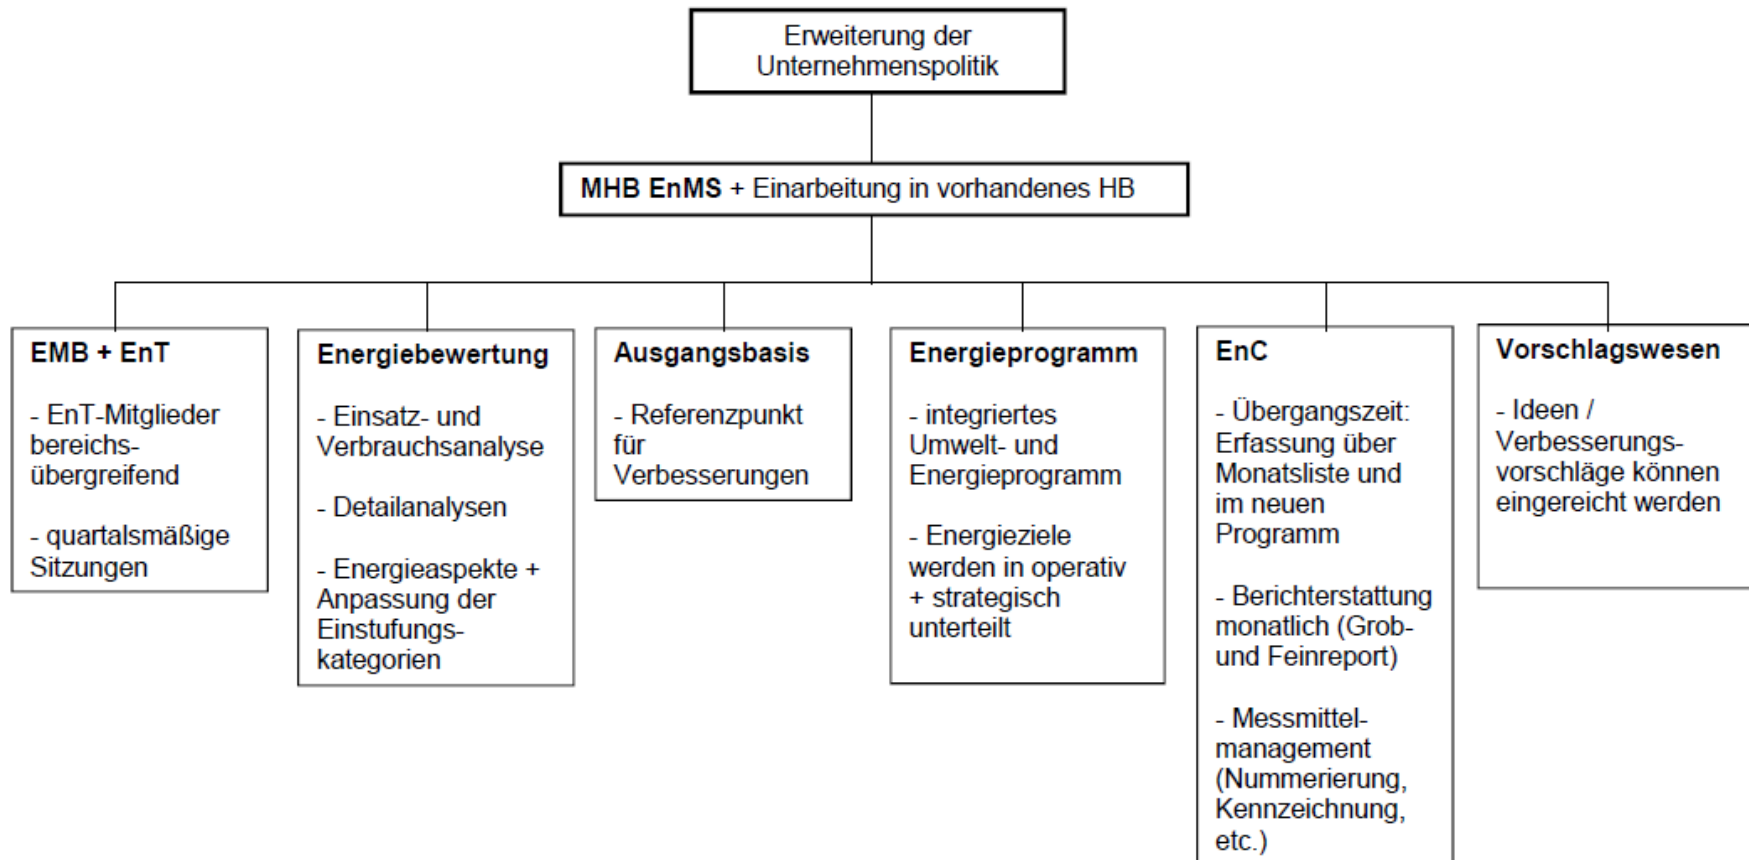 Erweiterung der
Unternehmenspolitik
MHB EnMS + Einarbeitung in vorhandenes HB
EMB + EnT
- EnT-Mitglieder
bereichs-
übergreifend
- quartalsmäßige
Sitzungen
Energiebewertung
- Einsatz- und
Verbrauchsanalyse
- Detailanalysen
- Energieaspekte +
Anpassung der
Einstufungs-
kategorien
Ausgangsbasis
- Referenzpunkt
für
Verbesserungen
Energieprogramm
- integriertes
Umwelt- und
Energieprogramm
- Energieziele
werden in operativ
+ strategisch
unterteilt
EnC
- Übergangszeit:
Erfassung über
Monatsliste und
im neuen
Programm
- Berichterstattung
monatlich (Grob-
und Feinreport)
- Messmittel-
management
(Nummerierung,
Kennzeichnung,
etc.)
Vorschlagswesen
- Ideen /
Verbesserungs-
vorschläge können
eingereicht werden